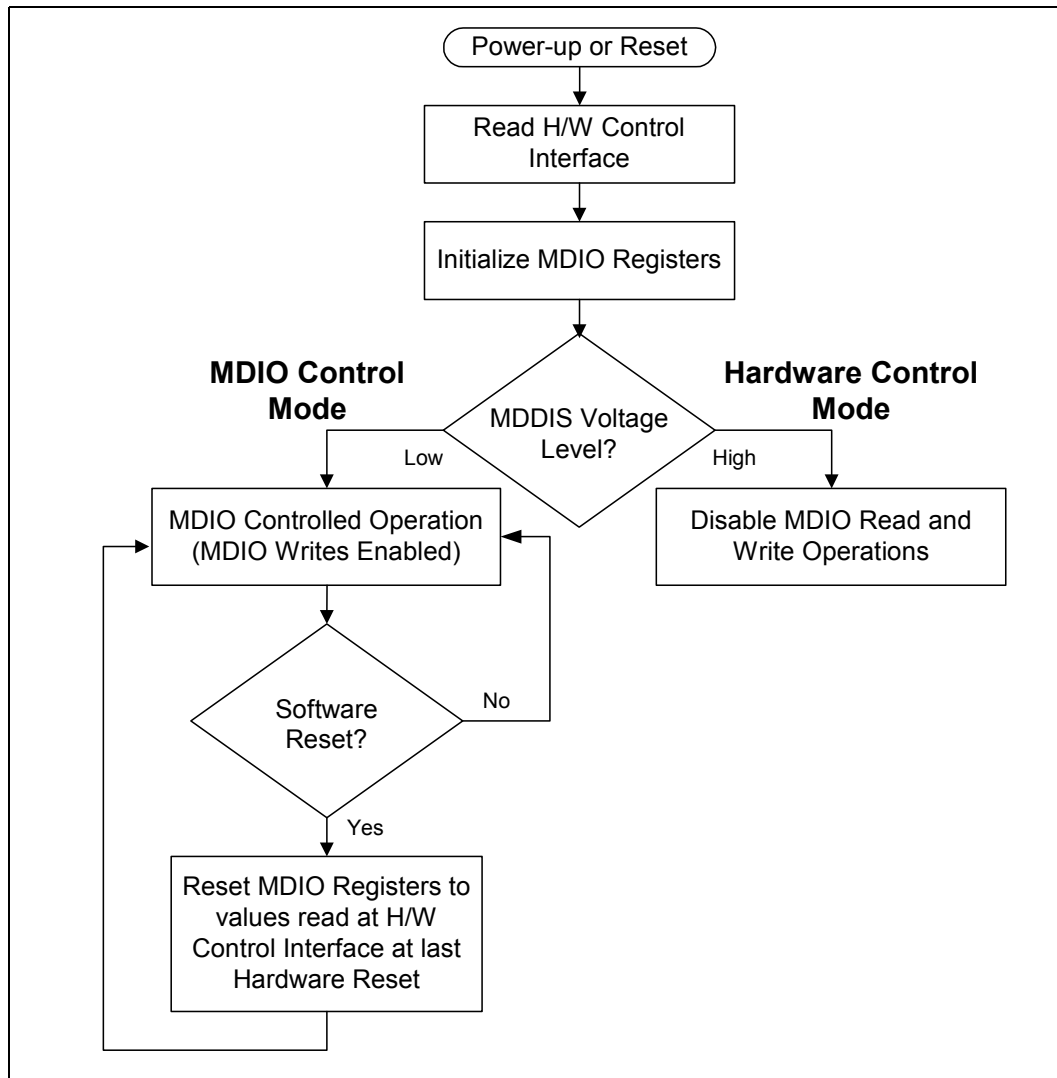 Power-up or Reset
Read H/W Control
Interface
Initialize MDIO Registers
MDIO Control
Mode
Hardware Control
Mode
MDDIS Voltage
Level?
Low
High
MDIO Controlled Operation
(MDIO Writes Enabled)
Disable MDIO Read and
Write Operations
Software
Reset?
No
Yes
Reset MDIO Registers to
values read at H/W
Control Interface at last
Hardware Reset